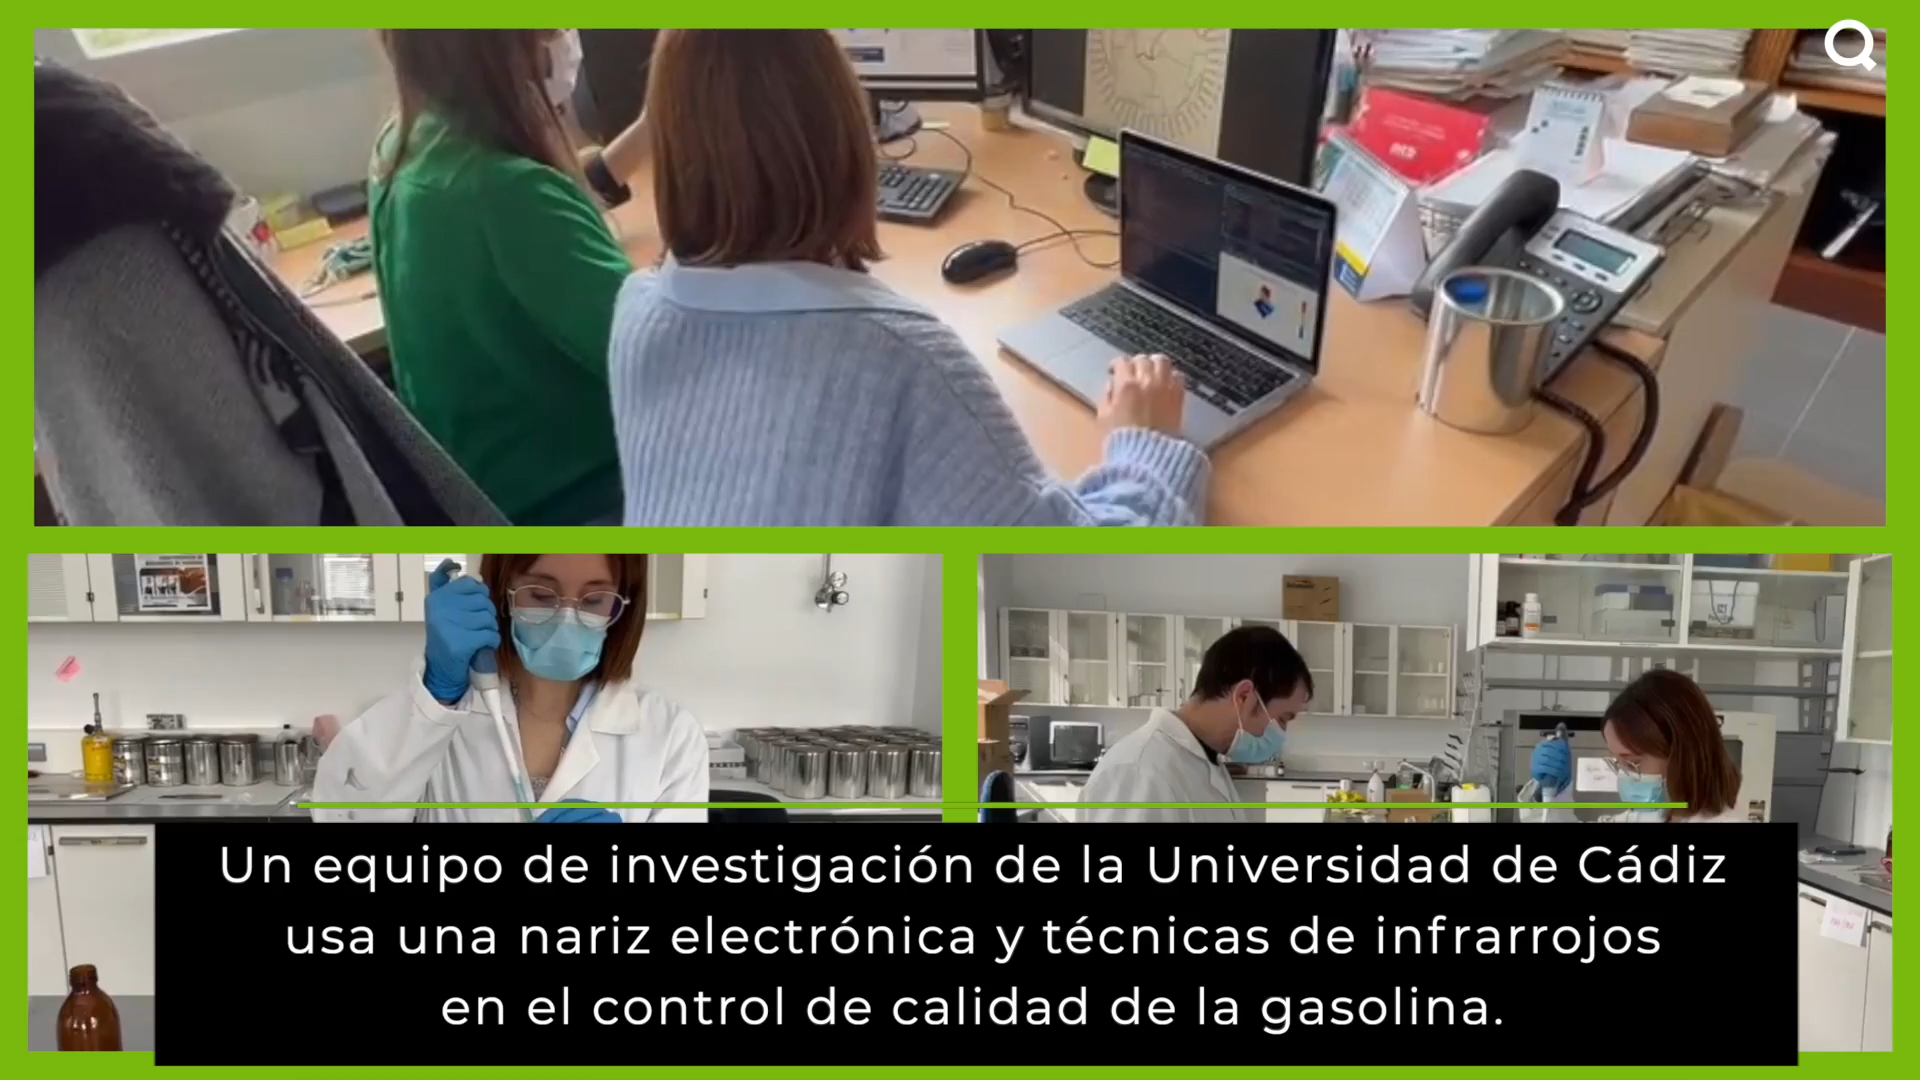 Un equipo de investigación de la Universidad de Cádiz
usa una nariz electrónica y técnicas de infrarrojos
en el control de calidad de la gasolina.